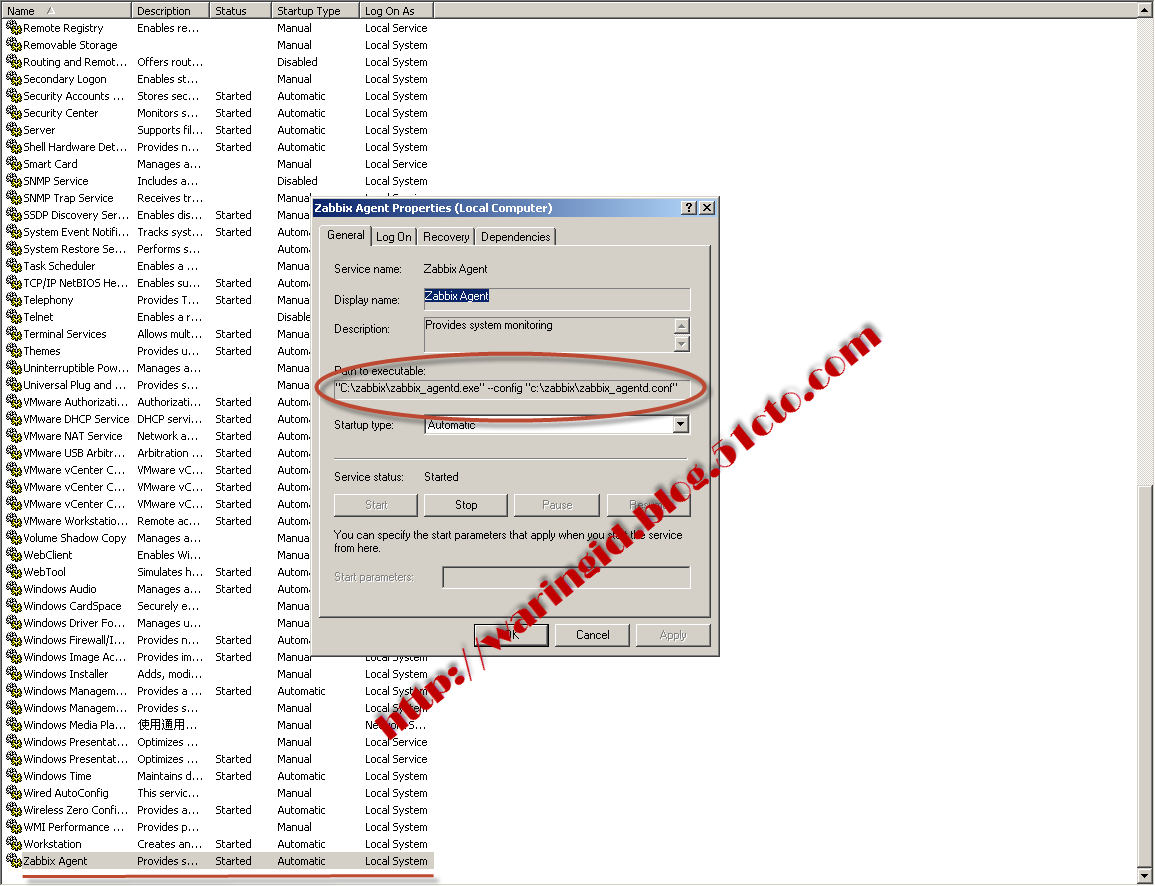 Name Description Status Startup Type Log On As
Remote Registry Enables re... Manual Local Service
Removable Storage Manual Local System
Routing and Remot... Offers rout... Disabled Local System
Secondary Logon Enables st... Manual Local System
Security Accounts ... Stores sec... Started Automatic Local System
Security Center Monitors s... Started Automatic Local System
Server Supports fil... Started Automatic Local System
Shell Hardware Det... Provides n... Started Automatic Local System
Smart Card Manages a... Manual Local Service
SNMP Service Includes a... Disabled Local System
SNMP Trap Service Receives tr... Manual
SSDP Discovery Ser... Enables dis... Started Manua
System Event Notifi... Tracks syst... Started Autom
System Restore Se... Performs s... Autom
Task Scheduler Enables a ... Manua
TCP/IP NetBIOS He... Enables su... Started Autom
Telephony Provides T... Started Manua
Telnet Enables a r... Disable
Terminal Services Allows mult... Started Manua
Themes Provides u... Started Autom
Uninterruptible Pow... Manages a... Manua
Universal Plug and ... Provides s... Started Manua
VMware Authorizati... Authorizati... Started Autom
VMware DHCP Service DHCP servi... Started Autom
VMware NAT Service Network a... Started Autom
VMware USB Arbitr... Arbitration ... Started Autom
VMware vCenter C... VMware vC... Started Autom
VMware vCenter C... VMware vC... Started Autom
VMware vCenter C... VMware vC... Started Autom
VMware Workstatio... Remote ac... Started Autom
Volume Shadow Copy Manages a... Manua
WebClient Enables Wi... Manua
WebTool Simulates h... Started Autom
Windows Audio Manages a... Started Autom
Windows CardSpace Securely e... Manua
Windows Driver Fo... Manages u... Manua
Windows Firewall/I... Provides n... Started Autom
Windows Image Ac... Provides im... Started Manual Local System
Windows Installer Adds, modi... Manual Local System
Windows Managem... Provides a ... Started Automatic Local System
Windows Managem... Provides s... Manual Local System
Windows Media Pla... 使用通用... Manual Network S...
Windows Presentat... Optimizes ... Manual Local Service
Windows Presentat... Optimizes ... Started Manual Local System
Windows Time Maintains d... Started Automatic Local System
Wired AutoConfig This servic... Manual Local System
Wireless Zero Confi... Provides a... Started Automatic Local System
WMI Performance ... Provides p... Manual Local System
Workstation Creates an... Started Automatic Local System
Zabbix Agent Provides s... Started Automatic Local System
Zabbix Agent Properties (Local Computer)
General Log On Recovery Dependencies
Service name: Zabbix Agent
Display name: Zabbix Agent
Description: Provides system monitoring
Path to executable:
"C:\zabbix\zabbix_agentd.exe" --config "c:\zabbix\zabbix_agentd.conf"
Startup type: Automatic
Service status: Started
Start Stop Pause Resume
You can specify the start parameters that apply when you start the service
from here.
Start parameters:
OK Cancel Apply
http://waringid.blog.51cto.com